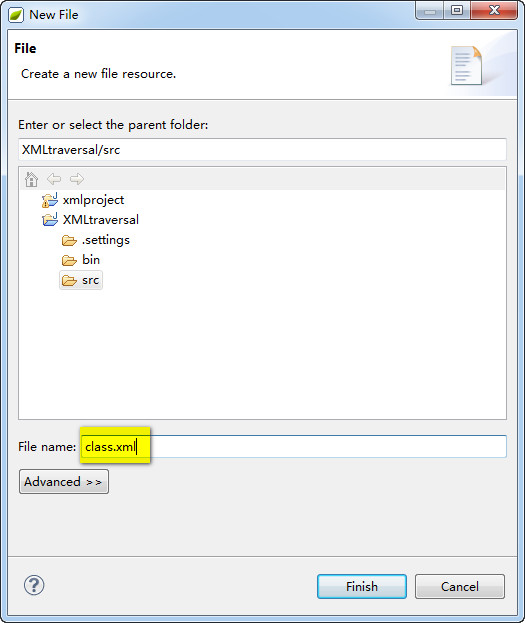 New File
File
Create a new file resource.
Enter or select the parent folder:
XMLtraversal/src
xmlproject
XMLtraversal
.settings
bin
src
File name: class.xml
Advanced >>
? Finish Cancel